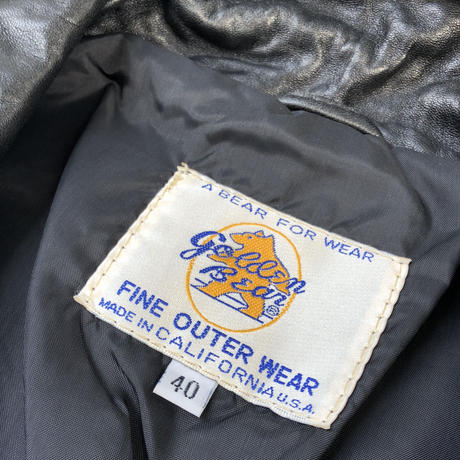 A BEAR FOR WEAR
Golden
Bear
FINE OUTER WEAR
MADE IN CALIFORNIA U.S.A.
40